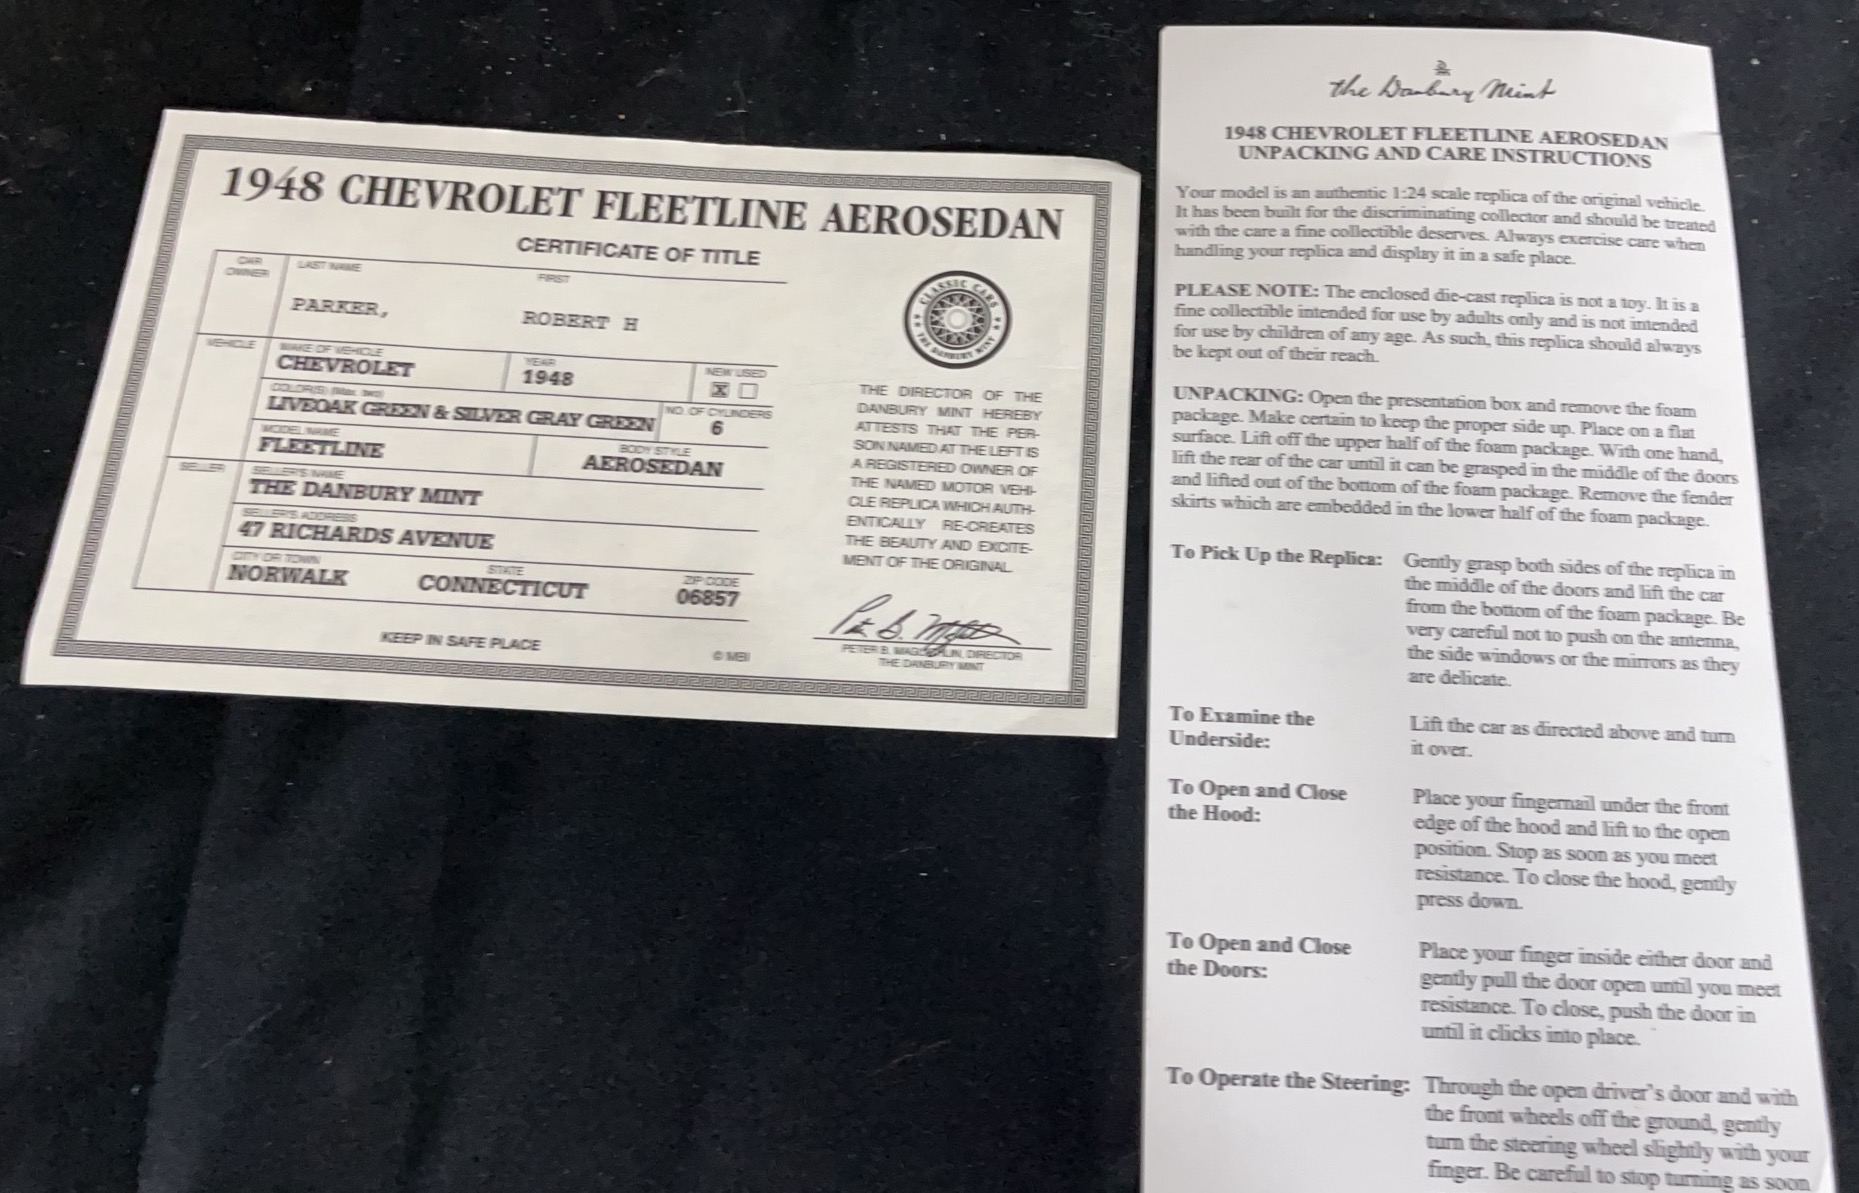 1948 CHEVROLET FLEETLINE AEROSEDAN
CERTIFICATE OF TITLE
CAR OWNER
LAST NAME
FIRST
PARKER,
ROBERT H
VEHICLE
MAKE OF VEHICLE
YEAR
NEW USED
CHEVROLET
1948
X
COLOR(S) (Max. two)
NO. OF CYLINDERS
LIVEOAK GREEN & SILVER GRAY GREEN
6
MODEL NAME
BODY STYLE
FLEETLINE
AEROSEDAN
SELLER
SELLER'S NAME
THE DANBURY MINT
SELLER'S ADDRESS
47 RICHARDS AVENUE
CITY OR TOWN
STATE
ZIP CODE
NORWALK
CONNECTICUT
06857
KEEP IN SAFE PLACE
© MBI
CLASSIC CARS
THE DANBURY MINT
THE DIRECTOR OF THE
DANBURY MINT HEREBY
ATTESTS THAT THE PER-
SON NAMED AT THE LEFT IS
A REGISTERED OWNER OF
THE NAMED MOTOR VEHI-
CLE REPLICA WHICH AUTH-
ENTICALLY RE-CREATES
THE BEAUTY AND EXCITE-
MENT OF THE ORIGINAL.
PETER B. DIRECTOR
THE DANBURY MINT
the Danbury Mint
1948 CHEVROLET FLEETLINE AEROSEDAN
UNPACKING AND CARE INSTRUCTIONS
Your model is an authentic 1:24 scale replica of the original vehicle.
It has been built for the discriminating collector and should be treated
with the care a fine collectible deserves. Always exercise care when
handling your replica and display it in a safe place.
PLEASE NOTE: The enclosed die-cast replica is not a toy. It is a
fine collectible intended for use by adults only and is not intended
for use by children of any age. As such, this replica should always
be kept out of their reach.
UNPACKING: Open the presentation box and remove the foam
package. Make certain to keep the proper side up. Place on a flat
surface. Lift off the upper half of the foam package. With one hand,
lift the rear of the car until it can be grasped in the middle of the doors
and lifted out of the bottom of the foam package. Remove the fender
skirts which are embedded in the lower half of the foam package.
To Pick Up the Replica: Gently grasp both sides of the replica in
the middle of the doors and lift the car
from the bottom of the foam package. Be
very careful not to push on the antenna,
the side windows or the mirrors as they
are delicate.
To Examine the
Underside:
Lift the car as directed above and turn
it over.
To Open and Close
the Hood:
Place your fingernail under the front
edge of the hood and lift to the open
position. Stop as soon as you meet
resistance. To close the hood, gently
press down.
To Open and Close
the Doors:
Place your finger inside either door and
gently pull the door open until you meet
resistance. To close, push the door in
until it clicks into place.
To Operate the Steering: Through the open driver's door and with
the front wheels off the ground, gently
turn the steering wheel slightly with your
finger. Be careful to stop turning as soon